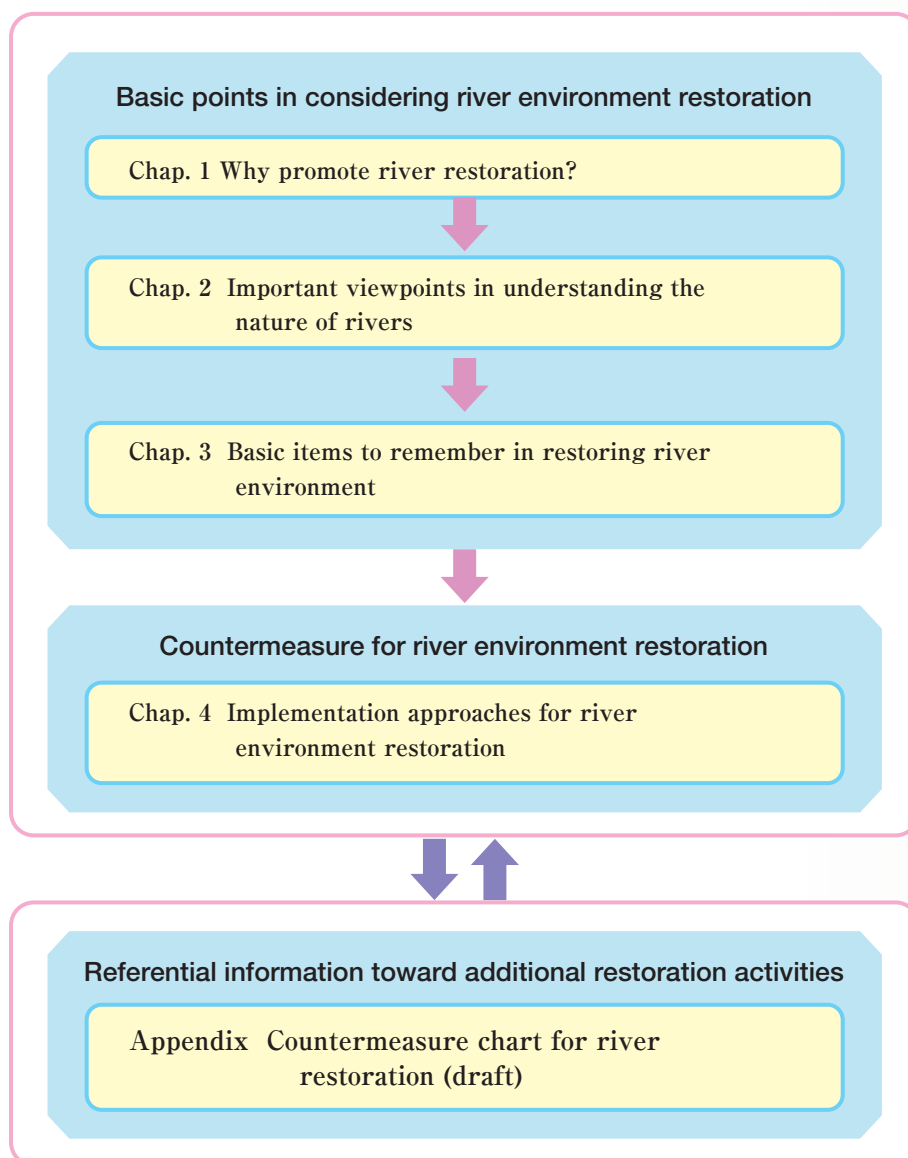 Basic points in considering river environment restoration
Chap. 1 Why promote river restoration?
Chap. 2 Important viewpoints in understanding the
nature of rivers
Chap. 3 Basic items to remember in restoring river
environment
Countermeasure for river environment restoration
Chap. 4 Implementation approaches for river
environment restoration
Referential information toward additional restoration activities
Appendix Countermeasure chart for river
restoration (draft)